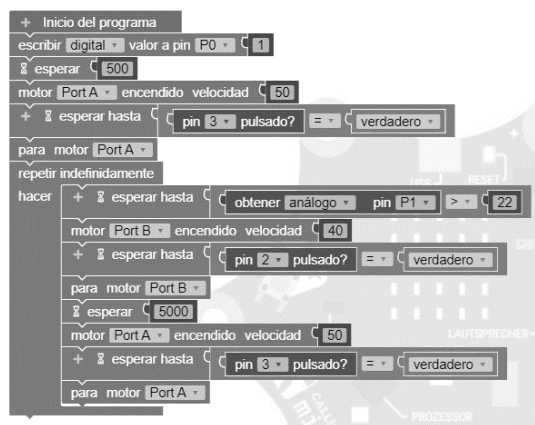 + Inicio del programa
escribir digital valor a pin P0 1
esperar 500
motor Port A encendido velocidad 50
+ esperar hasta pin 3 pulsado? = verdadero
para motor Port A
repetir indefinidamente
hacer + esperar hasta obtener análogo pin P1 > 22
motor Port B encendido velocidad 40
+ esperar hasta pin 2 pulsado? = verdadero
para motor Port B
esperar 5000
motor Port A encendido velocidad 50
+ esperar hasta pin 3 pulsado? = verdadero
para motor Port A
USB RESET
LAUTSPRECHER
PROZESSOR